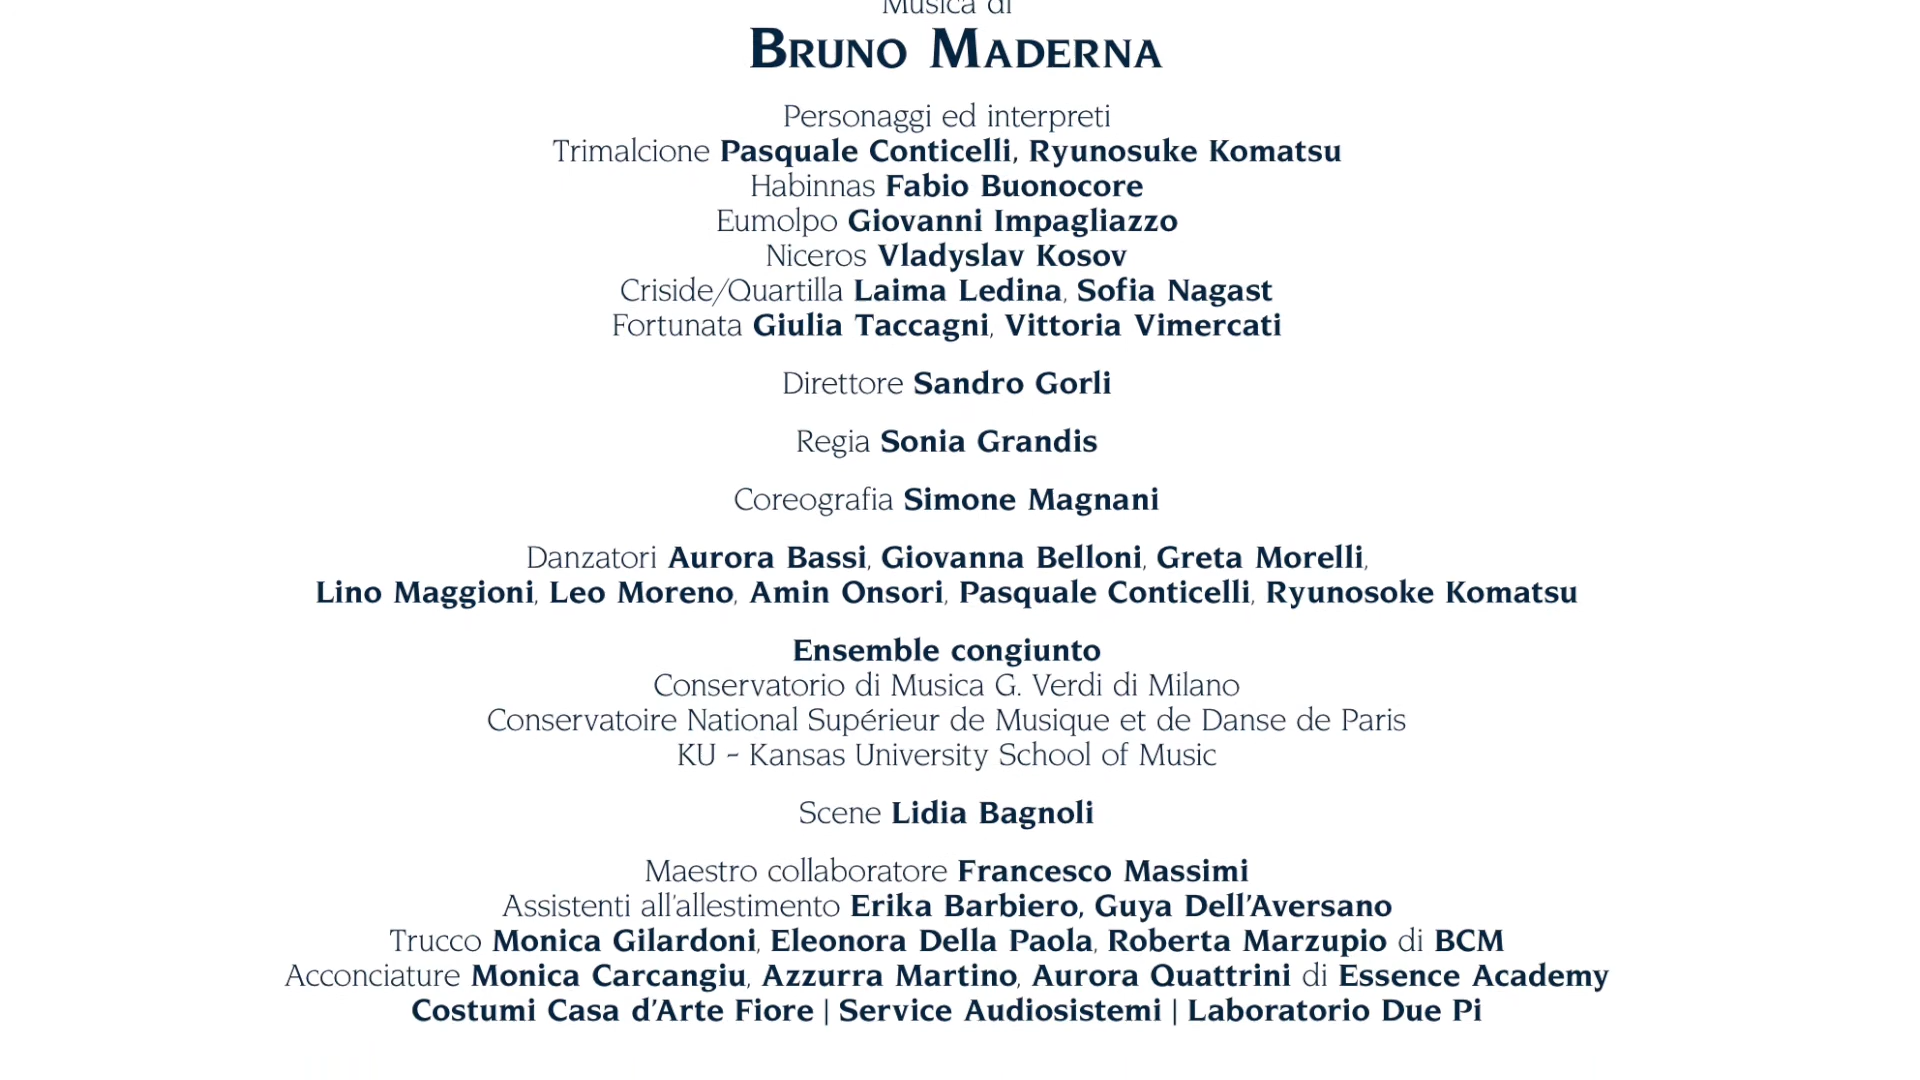 Musica di
BRUNO MADERNA
Personaggi ed interpreti
Trimalcione Pasquale Conticelli, Ryunosuke Komatsu
Habinnas Fabio Buonocore
Eumolpo Giovanni Impagliazzo
Niceros Vladyslav Kosov
Criside/Quartilla Laima Ledina, Sofia Nagast
Fortunata Giulia Taccagni, Vittoria Vimercati
Direttore Sandro Gorli
Regia Sonia Grandis
Coreografia Simone Magnani
Danzatori Aurora Bassi, Giovanna Belloni, Greta Morelli,
Lino Maggioni, Leo Moreno, Amin Onsori, Pasquale Conticelli, Ryunosoke Komatsu
Ensemble congiunto
Conservatorio di Musica G. Verdi di Milano
Conservatoire National Supérieur de Musique et de Danse de Paris
KU - Kansas University School of Music
Scene Lidia Bagnoli
Maestro collaboratore Francesco Massimi
Assistenti all'allestimento Erika Barbiero, Guya Dell'Aversano
Trucco Monica Gilardoni, Eleonora Della Paola, Roberta Marzupio di BCM
Acconciature Monica Carcangiu, Azzurra Martino, Aurora Quattrini di Essence Academy
Costumi Casa d'Arte Fiore | Service Audiosistemi | Laboratorio Due Pi